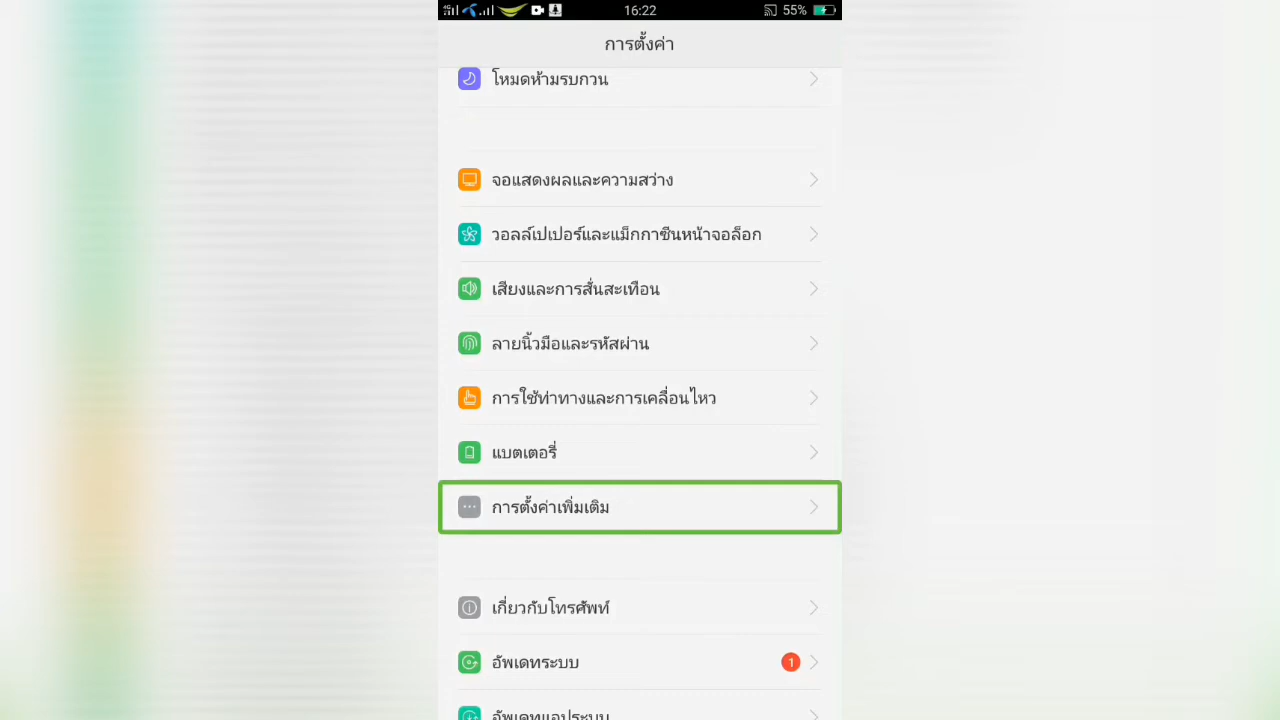 4G 16:22 55%
การตั้งค่า
โหมดห้ามรบกวน
จอแสดงผลและความสว่าง
วอลล์เปเปอร์และแม็กกาซีนหน้าจอล็อก
เสียงและการสั่นสะเทือน
ลายนิ้วมือและรหัสผ่าน
การใช้ท่าทางและการเคลื่อนไหว
แบตเตอรี่
การตั้งค่าเพิ่มเติม
เกี่ยวกับโทรศัพท์
อัพเดทระบบ 1
อัพเดทแอประบบ